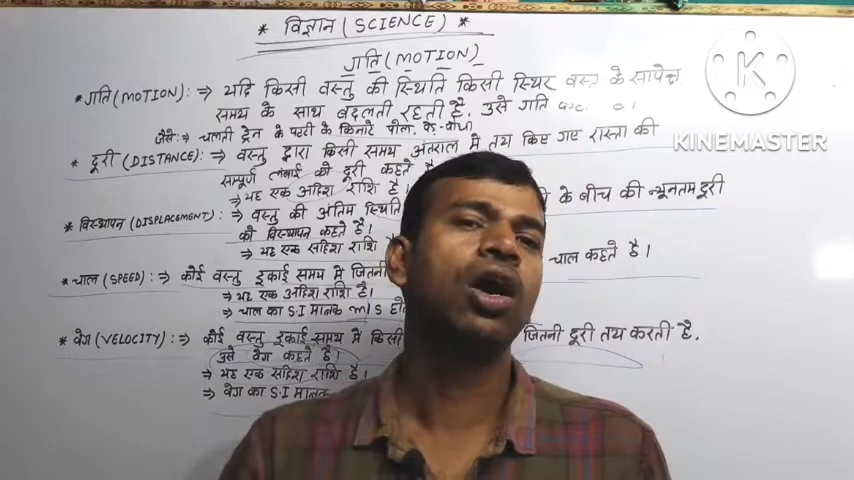 * विज्ञान (SCIENCE) *
गति (MOTION)
* गति (MOTION) : ⇒ यदि किसी वस्तु की स्थिति किसी स्थिर वस्तु के सापेक्ष
समय के साथ बदलती रहती है, उसे गति
जैसे: ⇒ चलती ट्रेन के पटरी के किनारे पोल, पेड़-पौधा
* दूरी (DISTANCE) : ⇒ वस्तु द्वारा किसी समय अंतराल में तय किए गए रास्ता की
सम्पूर्ण लंबाई को दूरी कहते है
⇒ यह एक अदिश राशि है।
* विस्थापन (DISPLACEMENT) : ⇒ वस्तु की अंतिम स्थिति के बीच की न्यूनतम दूरी
को विस्थापन कहते है।
⇒ यह एक सदिश राशि
* चाल (SPEED) : ⇒ कोई वस्तु इकाई समय में जितनी चाल कहते है।
⇒ यह एक अदिश राशि है।
⇒ चाल का S.I मानक m/s
* वेग (VELOCITY) : ⇒ कोई वस्तु इकाई समय में किसी जितनी दूरी तय करती है.
उसे वेग कहते है।
⇒ यह एक सदिश राशि है।
⇒ वेग का S.I मानक
K
KINEMASTER